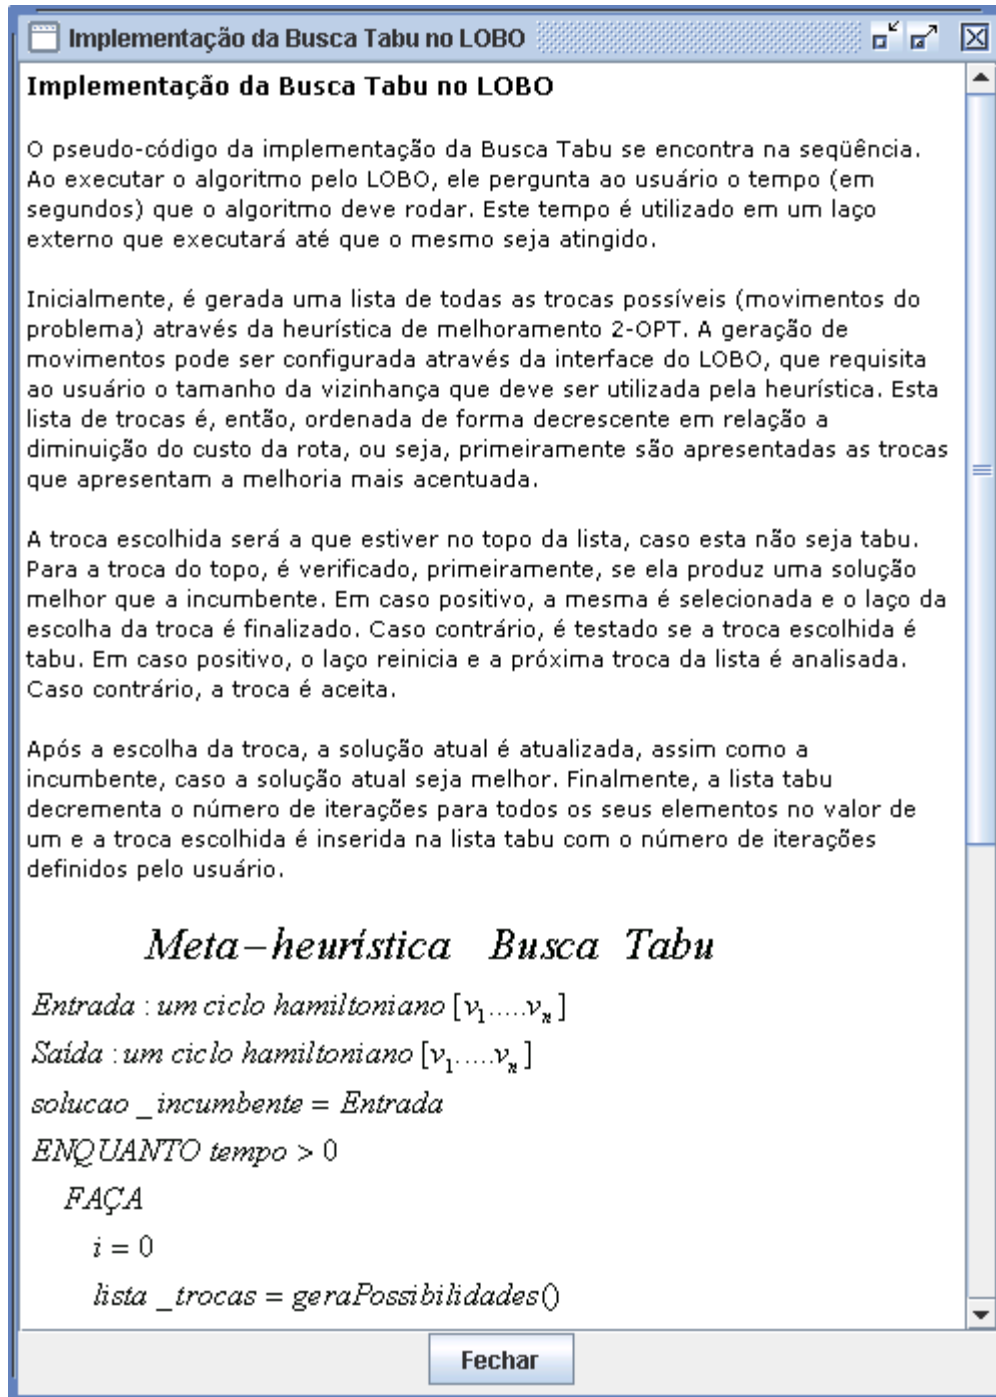 Implementação da Busca Tabu no LOBO
Implementação da Busca Tabu no LOBO
O pseudo-código da implementação da Busca Tabu se encontra na seqüência.
Ao executar o algoritmo pelo LOBO, ele pergunta ao usuário o tempo (em
segundos) que o algoritmo deve rodar. Este tempo é utilizado em um laço
externo que executará até que o mesmo seja atingido.
Inicialmente, é gerada uma lista de todas as trocas possíveis (movimentos do
problema) através da heurística de melhoramento 2-OPT. A geração de
movimentos pode ser configurada através da interface do LOBO, que requisita
ao usuário o tamanho da vizinhança que deve ser utilizada pela heurística. Esta
lista de trocas é, então, ordenada de forma decrescente em relação a
diminuição do custo da rota, ou seja, primeiramente são apresentadas as trocas
que apresentam a melhoria mais acentuada.
A troca escolhida será a que estiver no topo da lista, caso esta não seja tabu.
Para a troca do topo, é verificado, primeiramente, se ela produz uma solução
melhor que a incumbente. Em caso positivo, a mesma é selecionada e o laço da
escolha da troca é finalizado. Caso contrário, é testado se a troca escolhida é
tabu. Em caso positivo, o laço reinicia e a próxima troca da lista é analisada.
Caso contrário, a troca é aceita.
Após a escolha da troca, a solução atual é atualizada, assim como a
incumbente, caso a solução atual seja melhor. Finalmente, a lista tabu
decrementa o número de iterações para todos os seus elementos no valor de
um e a troca escolhida é inserida na lista tabu com o número de iterações
definidos pelo usuário.
Meta-heurística Busca Tabu
Entrada : um ciclo hamiltoniano [v₁.....vₙ]
Saída : um ciclo hamiltoniano [v₁.....vₙ]
solucao _incumbente = Entrada
ENQUANTO tempo > 0
FAÇA
i = 0
lista _trocas = geraPossibilidades()
Fechar